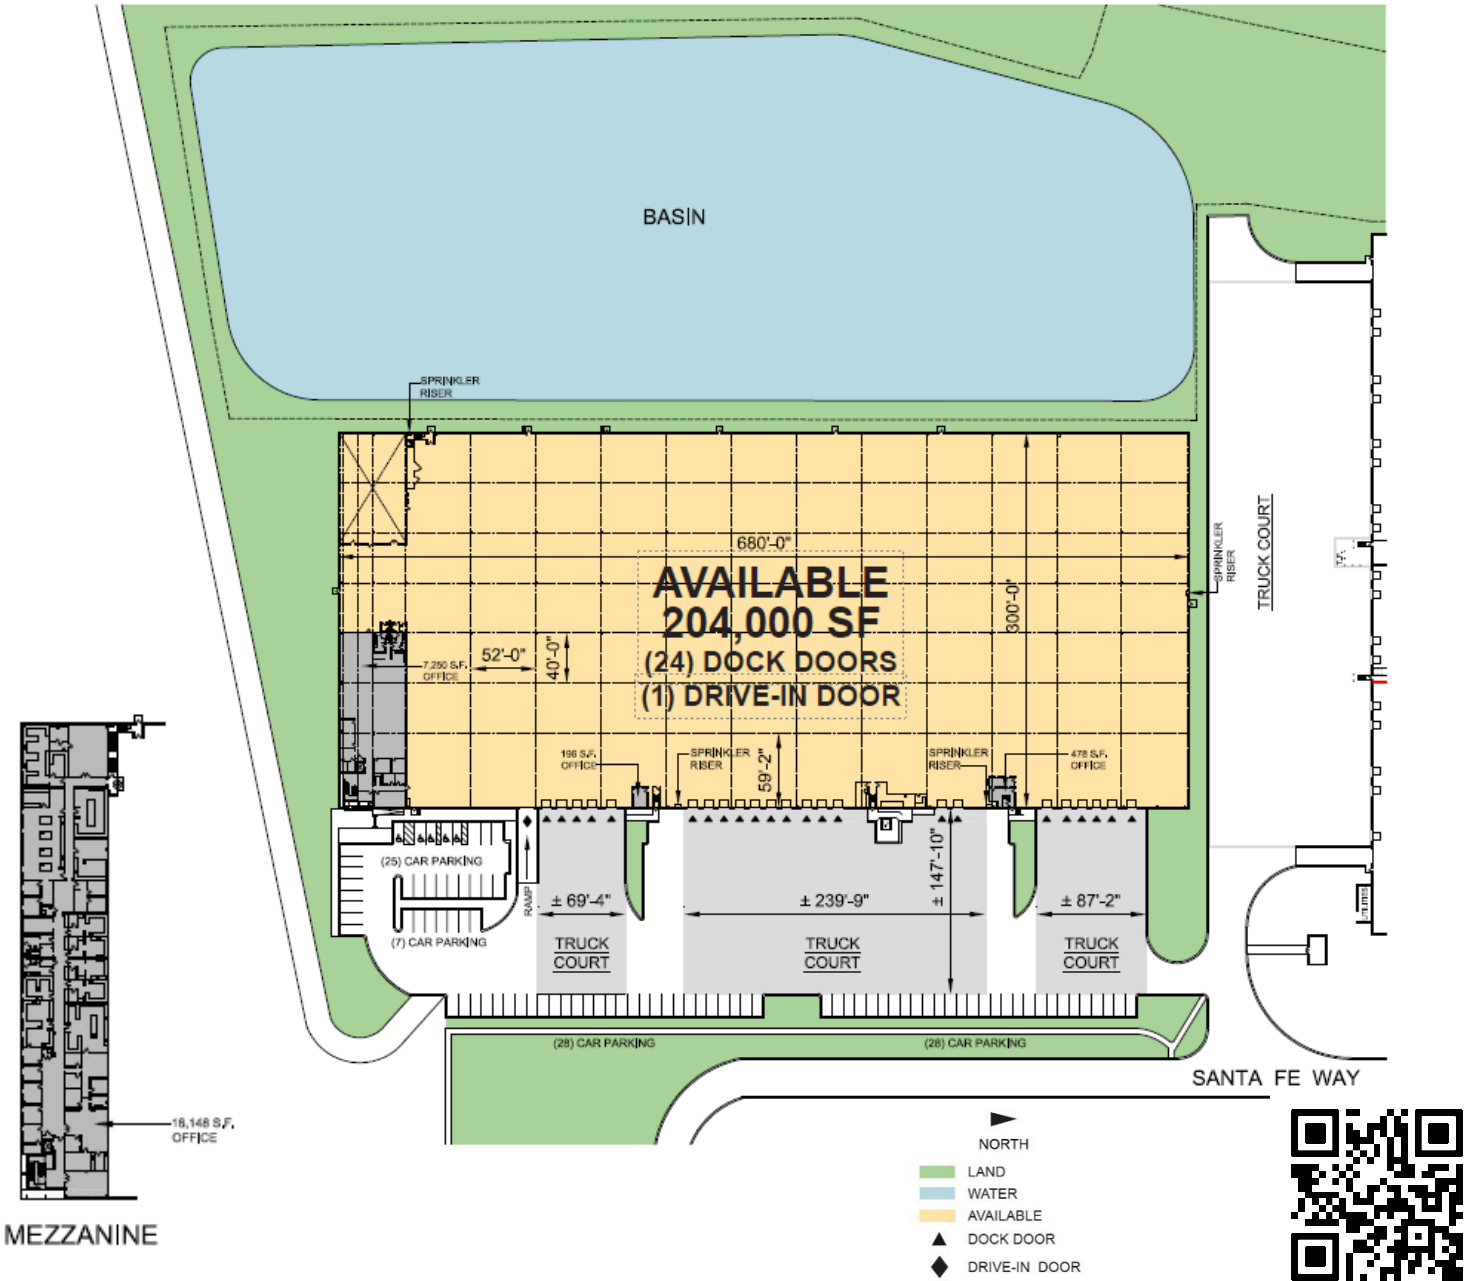 BASIN
SPRINKLER
RISER
680'-0"
AVAILABLE
204,000 SF
(24) DOCK DOORS
(1) DRIVE-IN DOOR
300'-0"
SPRINKLER
RISER
TRUCK COURT
52'-0"
40'-0"
7,250 S.F.
OFFICE
196 S.F.
OFFICE
SPRINKLER
RISER
59'-2"
SPRINKLER
RISER
478 S.F.
OFFICE
(25) CAR PARKING
RAMP
± 69'-4"
± 239'-9"
± 147'-10"
± 87'-2"
UTILITIES
(7) CAR PARKING
TRUCK
COURT
TRUCK
COURT
TRUCK
COURT
(28) CAR PARKING
(28) CAR PARKING
SANTA FE WAY
OFFICE
MEZZANINE
NORTH
LAND
WATER
AVAILABLE
DOCK DOOR
DRIVE-IN DOOR